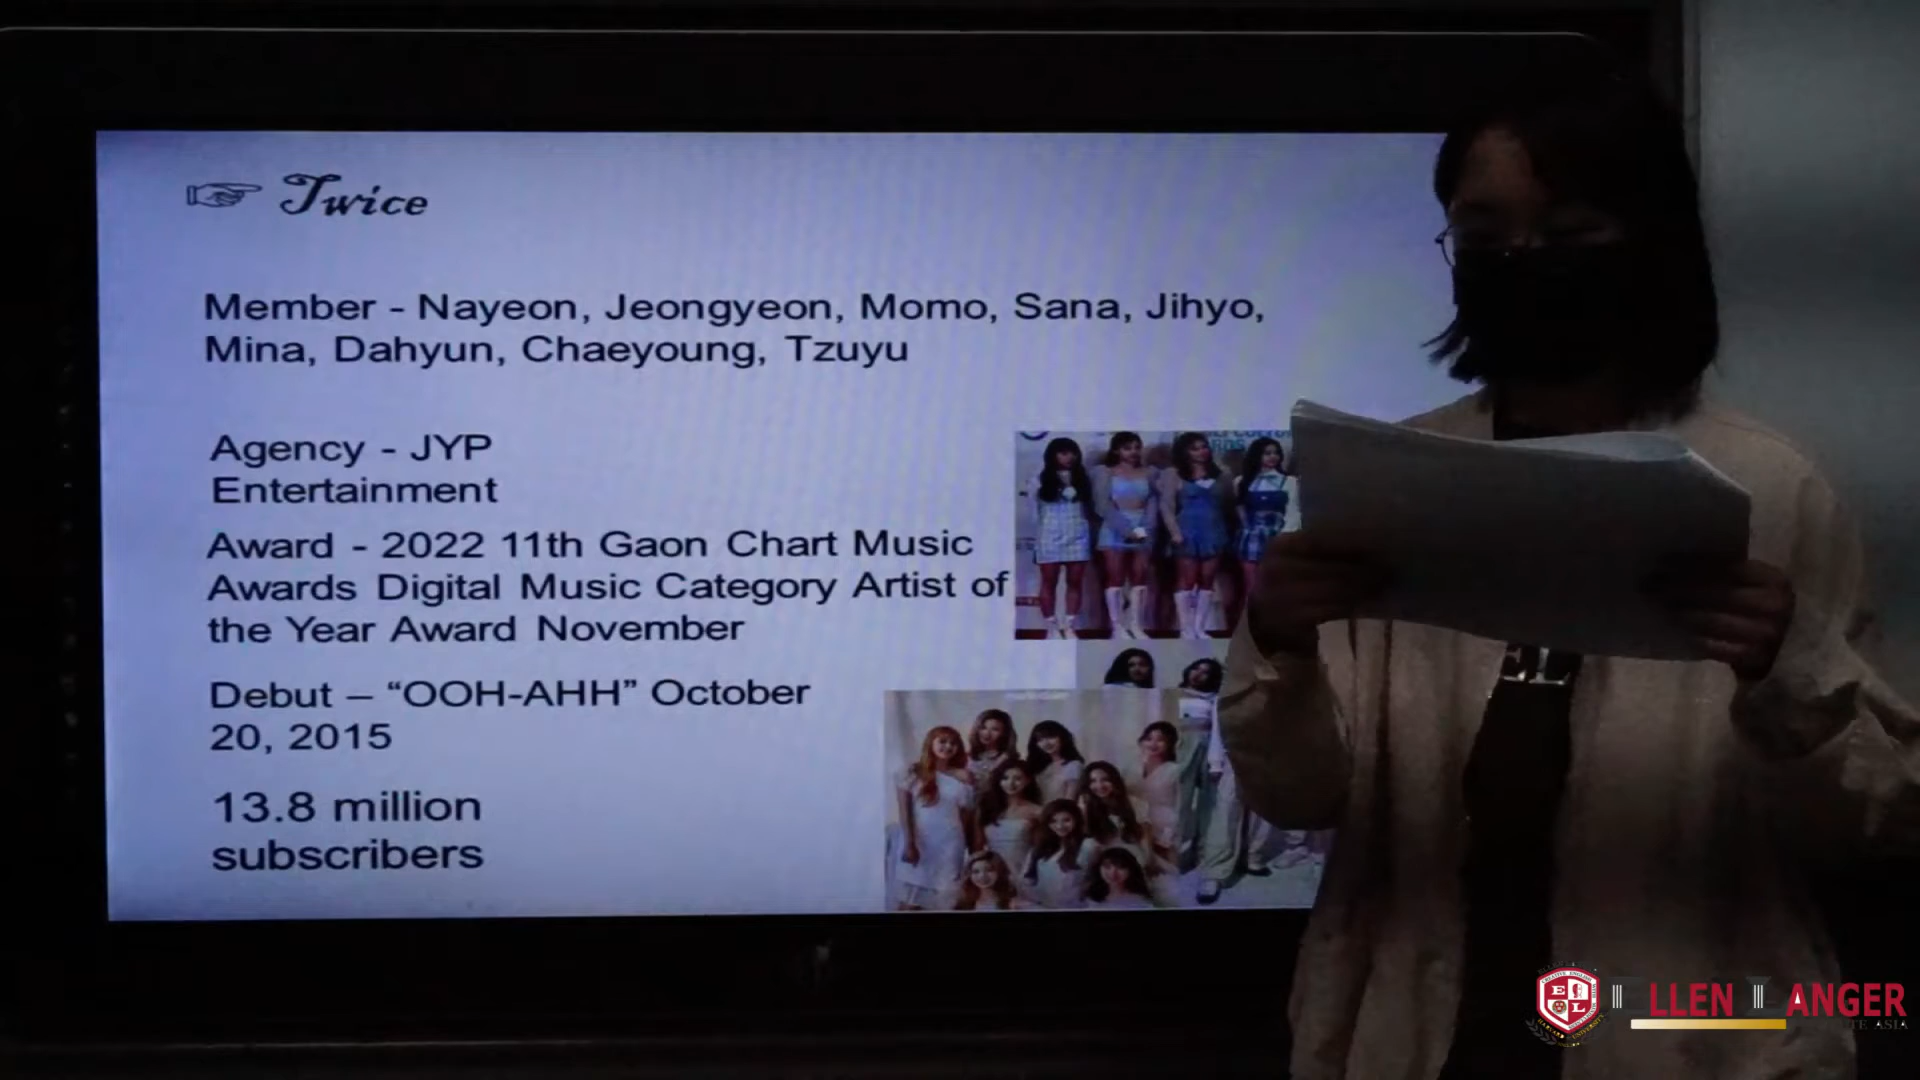 ☞ Twice
Member - Nayeon, Jeongyeon, Momo, Sana, Jihyo,
Mina, Dahyun, Chaeyoung, Tzuyu
Agency - JYP
Entertainment
Award - 2022 11th Gaon Chart Music
Awards Digital Music Category Artist of
the Year Award November
Debut – “OOH-AHH” October
20, 2015
13.8 million
subscribers
EL
E L
LLEN ANGER
ASIA